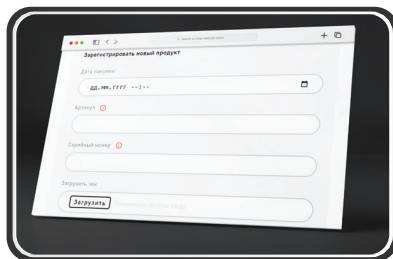 Зарегистрировать новый продукт
Дата покупки
ДД.ММ.ГГГГ --:--
Артикул
Серийный номер
Загрузить чек
Загрузить